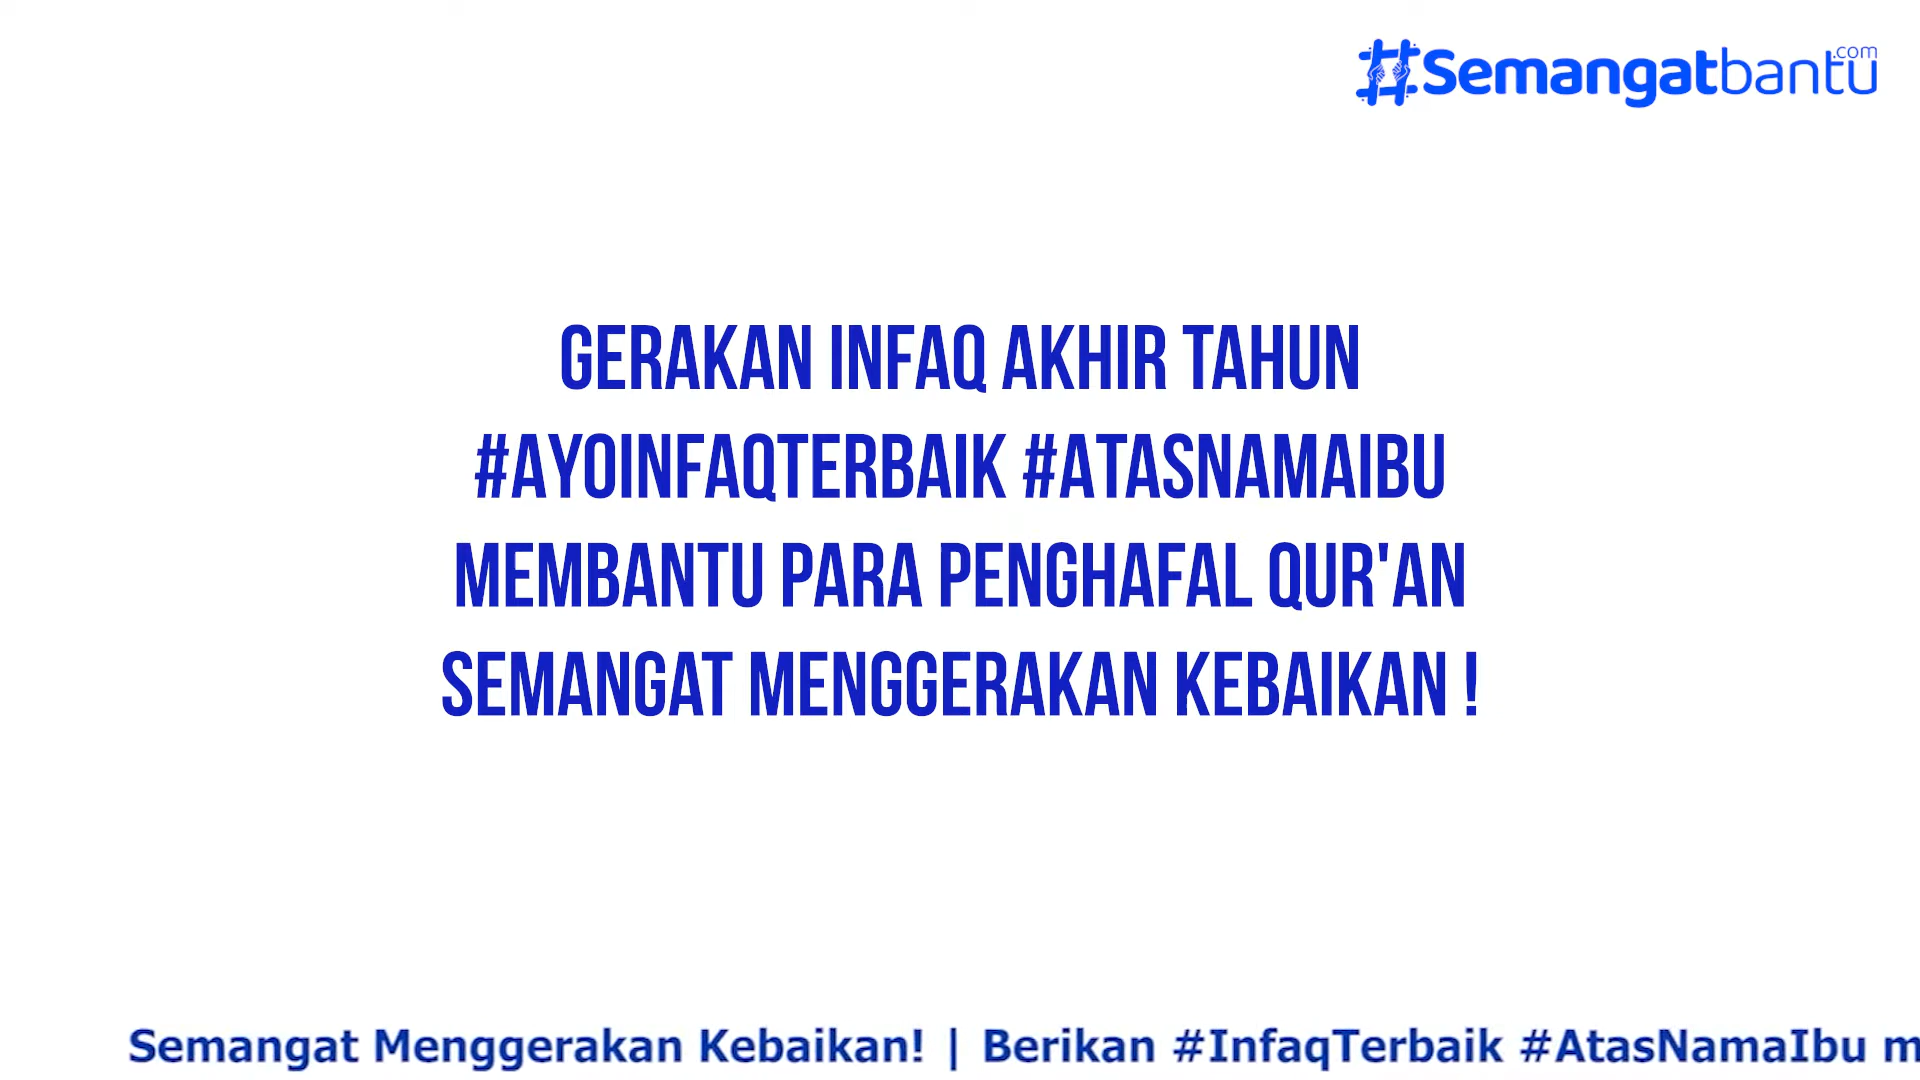 #Semangatbantu.com
GERAKAN INFAQ AKHIR TAHUN
#AYOINFAQTERBAIK #ATASNAMAIBU
MEMBANTU PARA PENGHAFAL QUR'AN
SEMANGAT MENGGERAKAN KEBAIKAN !
Semangat Menggerakan Kebaikan! | Berikan #InfaqTerbaik #AtasNamaIbu m